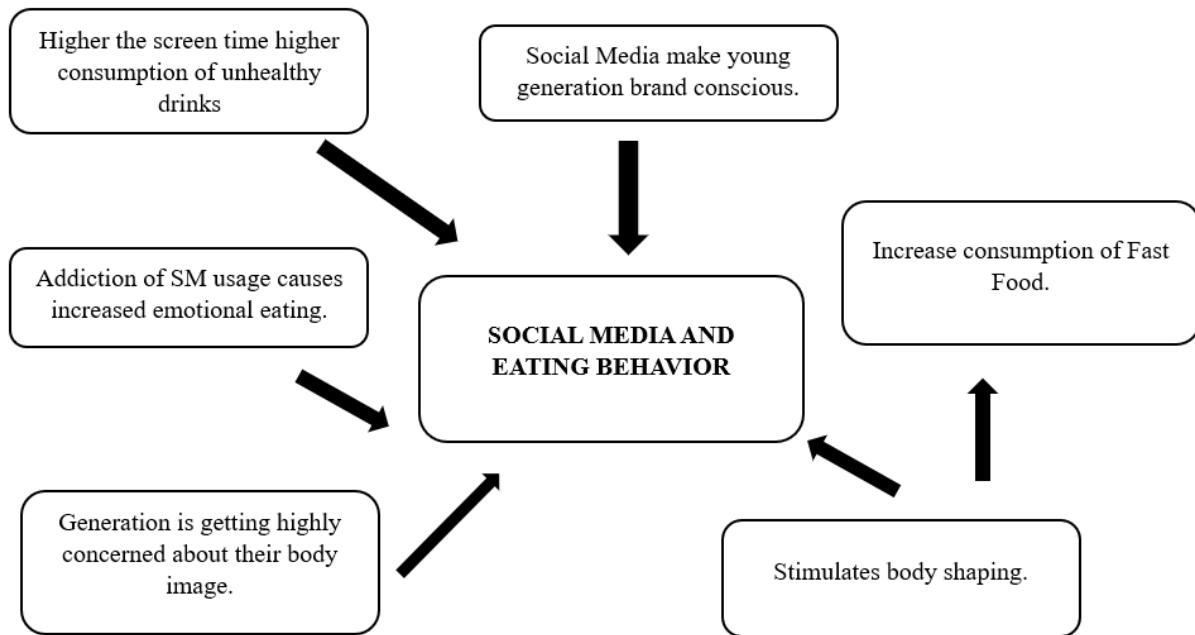 Higher the screen time higher
consumption of unhealthy
drinks
Social Media make young
generation brand conscious.
Increase consumption of Fast
Food.
Addiction of SM usage causes
increased emotional eating.
SOCIAL MEDIA AND
EATING BEHAVIOR
Generation is getting highly
concerned about their body
image.
Stimulates body shaping.